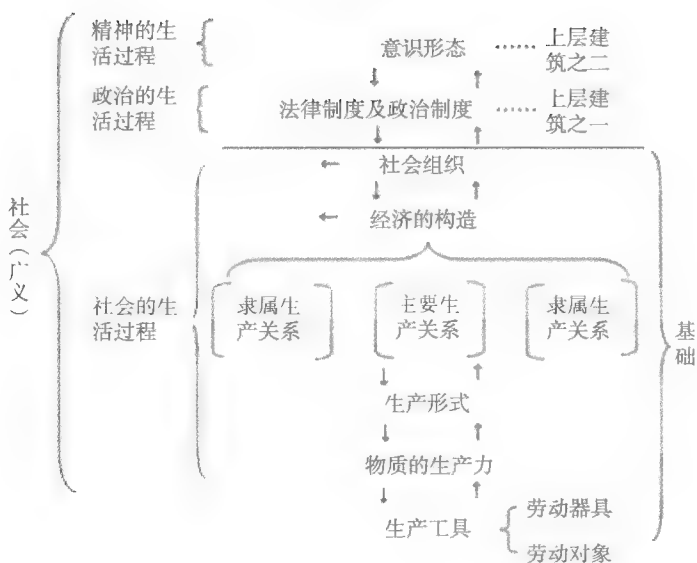 精神的生
活过程
意识形态 …… 上层建
筑之二
政治的生
活过程
法律制度及政治制度 …… 上层建
筑之一
社会组织
经济的构造
社会（广义）
社会的生
活过程
隶属生
产关系
主要生
产关系
隶属生
产关系
基础
生产形式
物质的生产力
生产工具
劳动器具
劳动对象